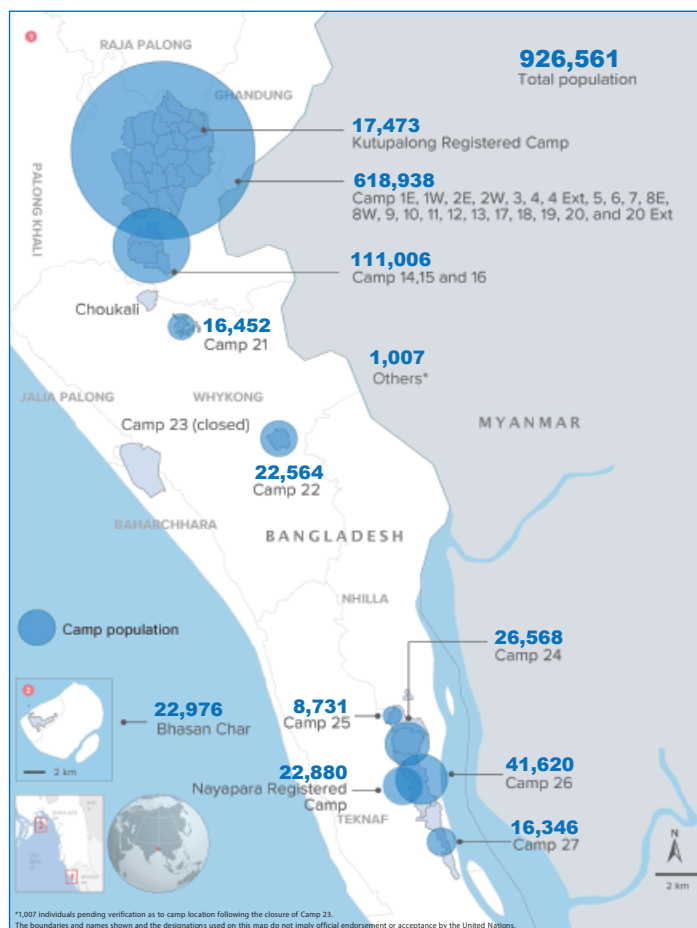 1
RAJA PALONG
926,561
Total population
GHANDUNG
17,473
Kutupalong Registered Camp
PALONG KHALI
618,938
Camp 1E, 1W, 2E, 2W, 3, 4, 4 Ext, 5, 6, 7, 8E,
8W, 9, 10, 11, 12, 13, 17, 18, 19, 20, and 20 Ext
111,006
Camp 14,15 and 16
Choukali
16,452
Camp 21
1,007
Others*
JALIA PALONG
WHYKONG
MYANMAR
Camp 23 (closed)
22,564
Camp 22
BAHARCHHARA
BANGLADESH
NHILLA
Camp population
26,568
Camp 24
2
22,976
Bhasan Char
2 km
8,731
Camp 25
22,880
Nayapara Registered
Camp
41,620
Camp 26
TEKNAF
16,346
Camp 27
2
1
N
2 km
*1,007 individuals pending verification as to camp location following the closure of Camp 23.
The boundaries and names shown and the designations used on this map do not imply official endorsement or acceptance by the United Nations.